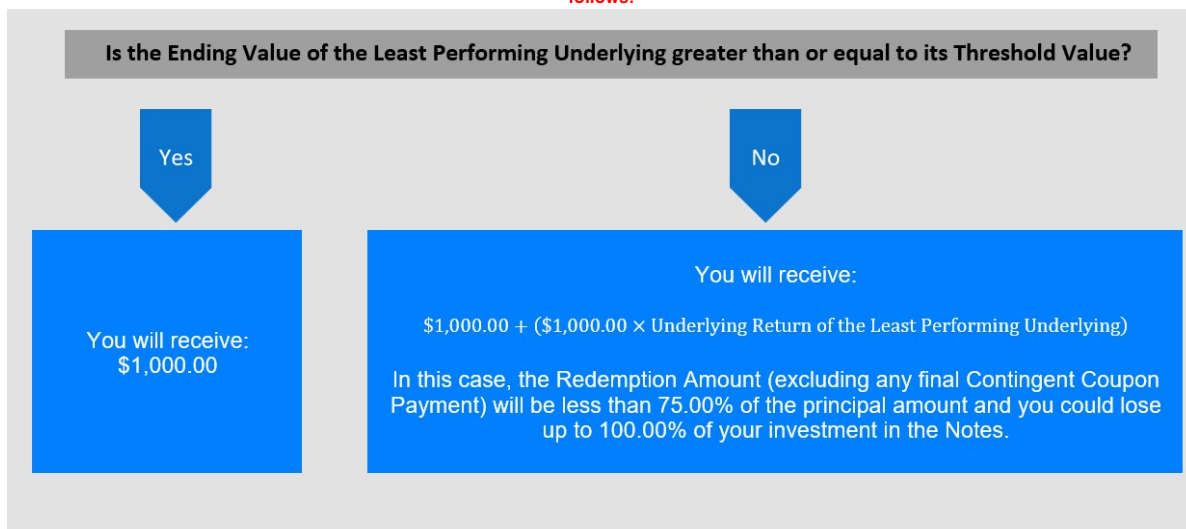 follows:
Is the Ending Value of the Least Performing Underlying greater than or equal to its Threshold Value?
Yes
No
You will receive:
$1,000.00
You will receive:
$1,000.00 + ($1,000.00 × Underlying Return of the Least Performing Underlying)
In this case, the Redemption Amount (excluding any final Contingent Coupon
Payment) will be less than 75.00% of the principal amount and you could lose
up to 100.00% of your investment in the Notes.